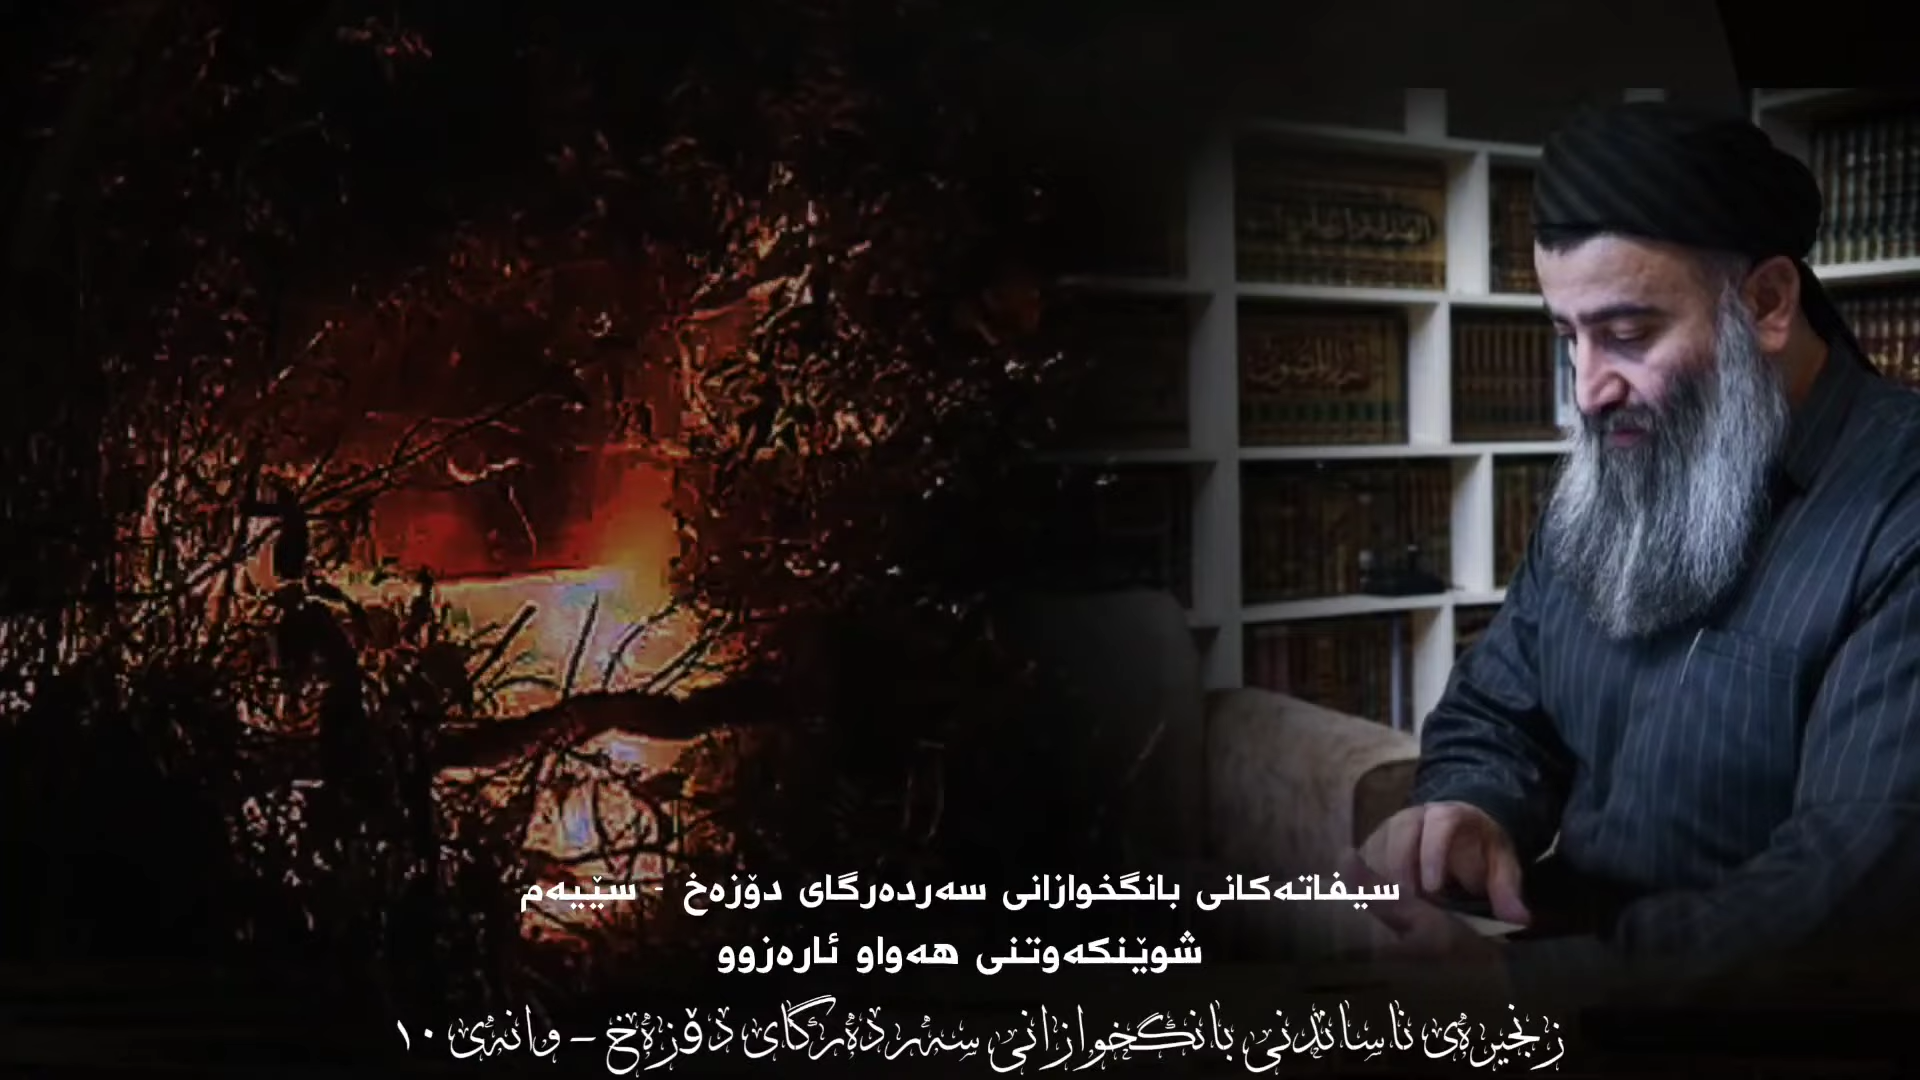 سیفاتەکانی بانگخوازانی سەردەرگای دۆزەخ - سێیەم
شوێنکەوتنی هەواو ئارەزوو
زنجیرەی ناساندنی بانگخوازانی سەردەرگای دۆزەخ – وانەی ١٠